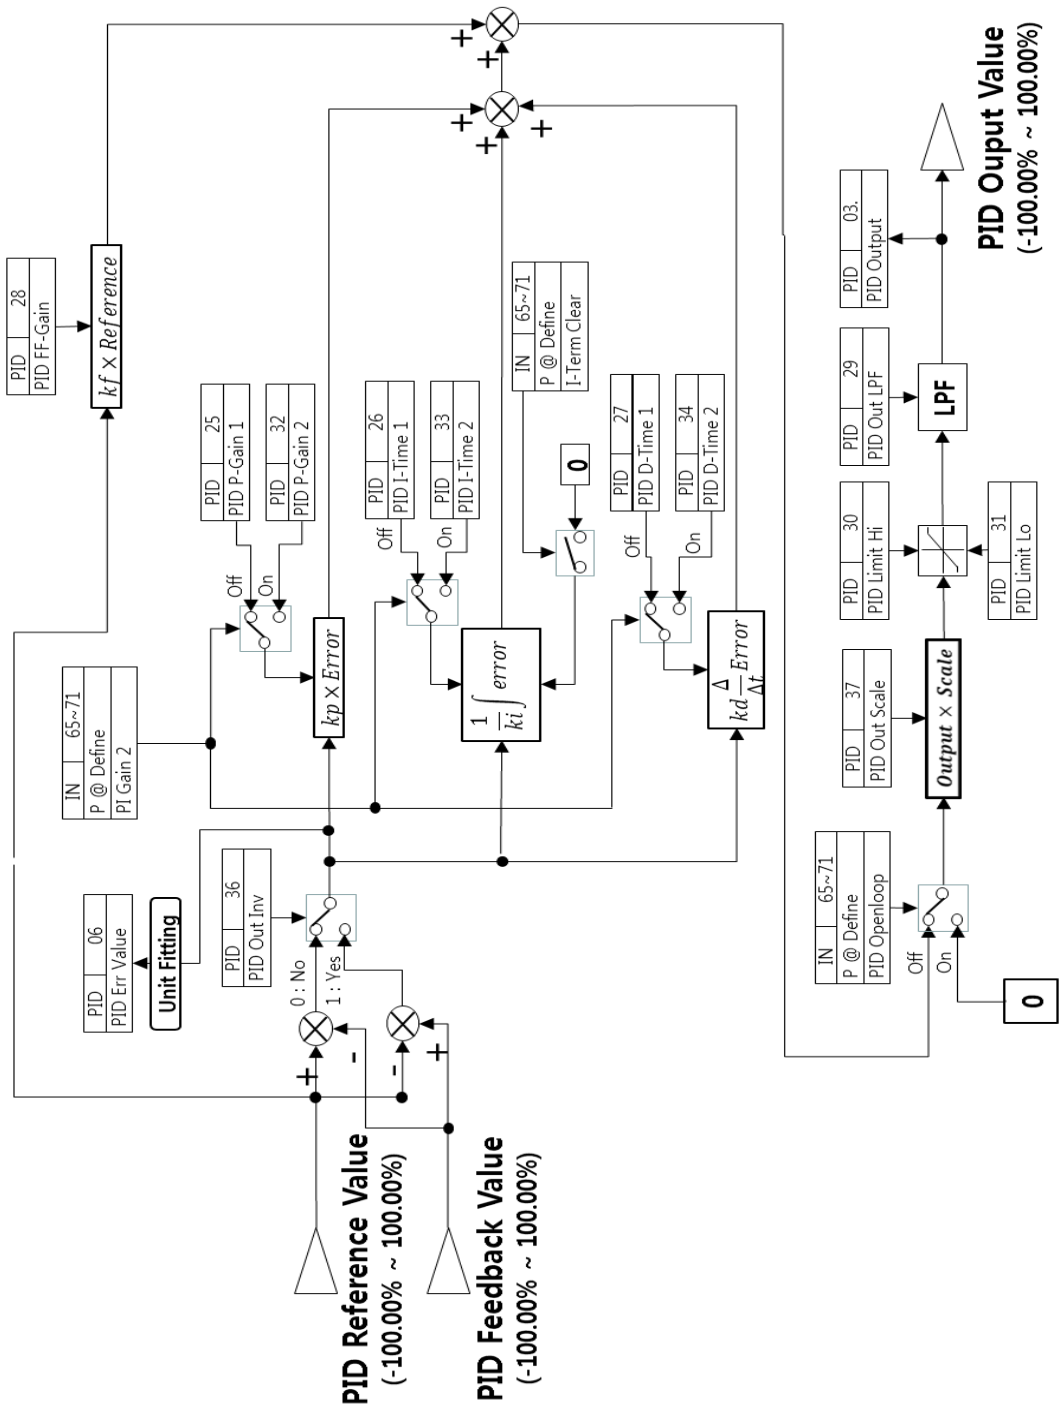 PID Reference Value
(-100.00% ~ 100.00%)
PID Feedback Value
(-100.00% ~ 100.00%)
+
-
-
+
0 : No
1 : Yes
PID 06
PID Err Value
Unit Fitting
PID 36
PID Out Inv
IN 65~71
P @ Define
PI Gain 2
PID 28
PID FF-Gain
kf × Reference
PID 25
PID P-Gain 1
PID 32
PID P-Gain 2
Off
On
kp × Error
PID 26
PID I-Time 1
PID 33
PID I-Time 2
Off
On
1
ki
∫ error
IN 65~71
P @ Define
I-Term Clear
0
PID 27
PID D-Time 1
PID 34
PID D-Time 2
Off
On
kd Δ Error
Δt
+
+
+
+
+
IN 65~71
P @ Define
PID Openloop
Off
On
0
PID 37
PID Out Scale
Output × Scale
PID 30
PID Limit Hi
PID 31
PID Limit Lo
PID 29
PID Out LPF
LPF
PID 03.
PID Output
PID Ouput Value
(-100.00% ~ 100.00%)